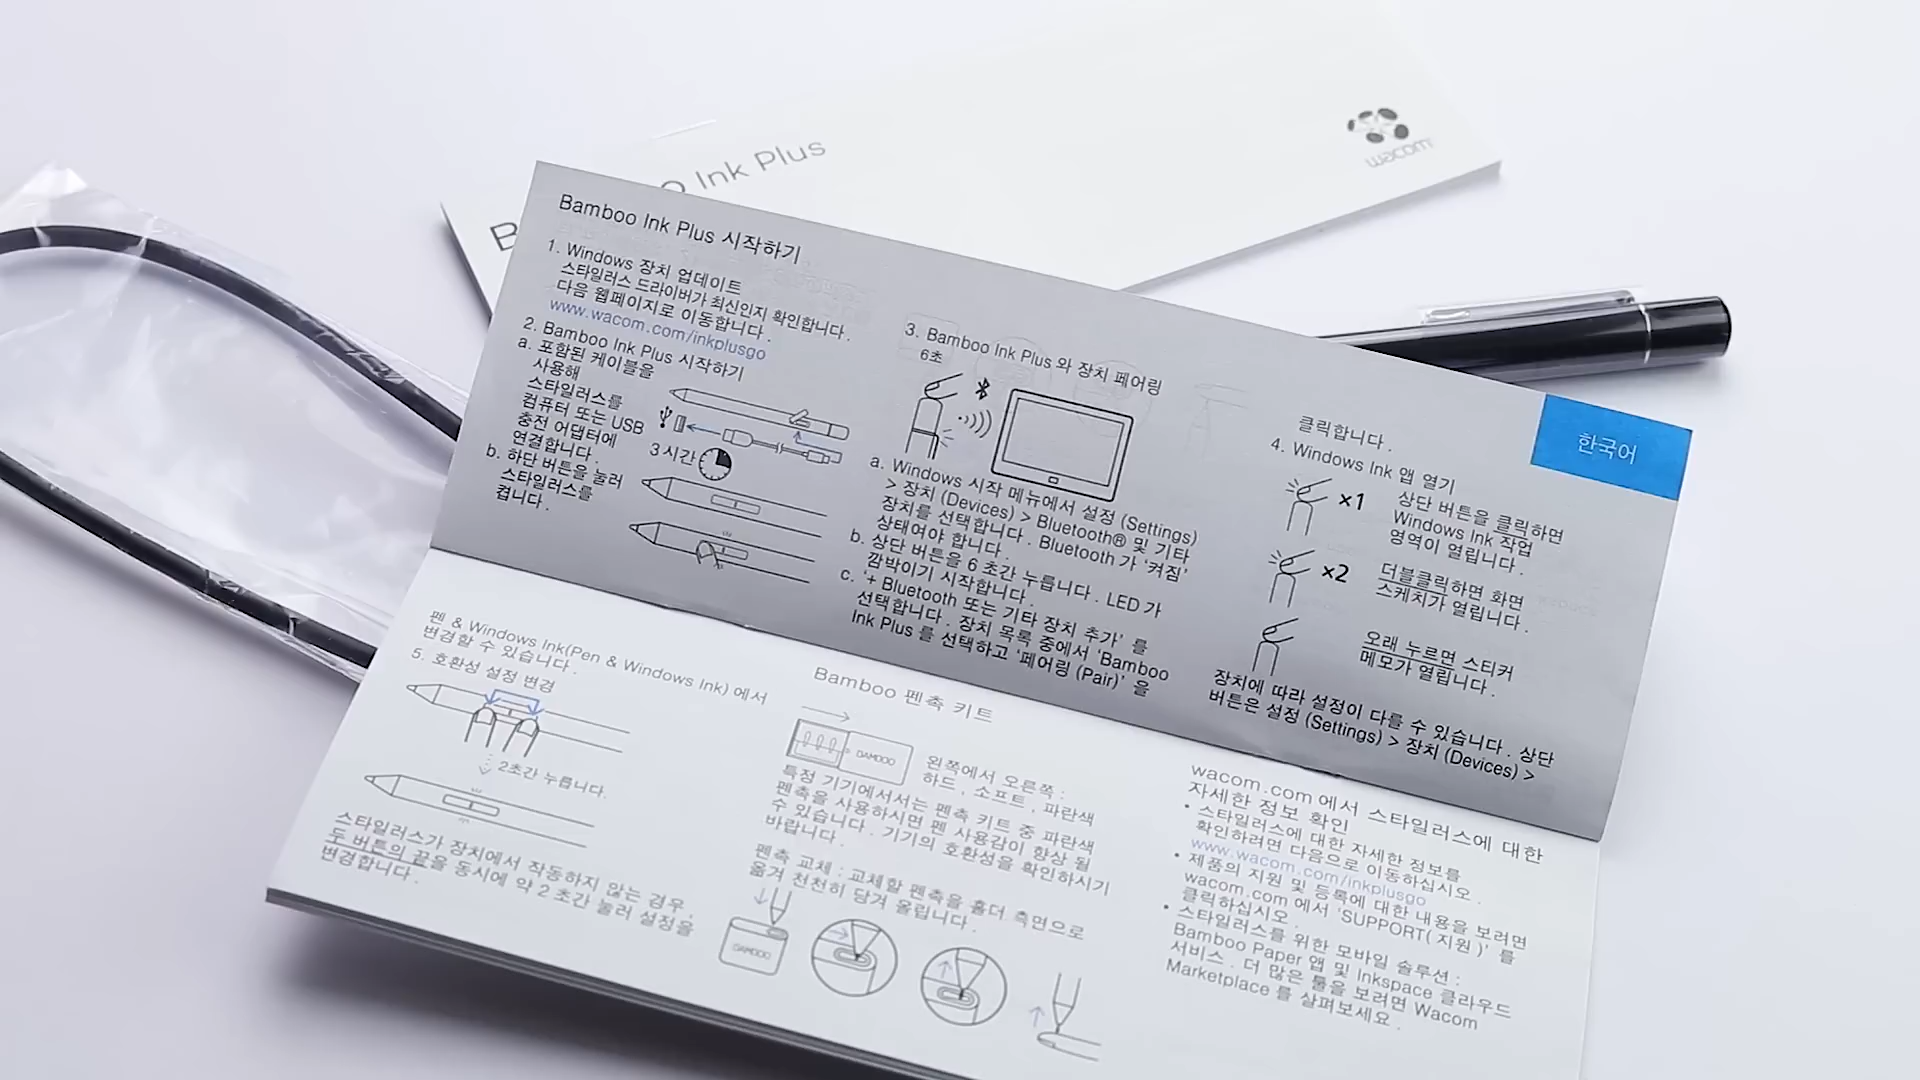 Ink Plus
wacom
Bamboo Ink Plus 시작하기
1. Windows 장치 업데이트
스타일러스 드라이버가 최신인지 확인합니다.
다음 웹페이지로 이동합니다.
www.wacom.com/inkplusgo
2. Bamboo Ink Plus 시작하기
a. 포함된 케이블을
사용해
스타일러스를
컴퓨터 또는 USB
충전 어댑터에
연결합니다.
b. 하단 버튼을 눌러
스타일러스를
켭니다.
3시간
3. Bamboo Ink Plus 와 장치 페어링
6초
a. Windows 시작 메뉴에서 설정 (Settings)
> 장치 (Devices) > Bluetooth® 및 기타
장치를 선택합니다. Bluetooth 가 '켜짐'
상태여야 합니다.
b. 상단 버튼을 6 초간 누릅니다. LED 가
깜박이기 시작합니다.
c. '+ Bluetooth 또는 기타 장치 추가' 를
선택합니다. 장치 목록 중에서 'Bamboo
Ink Plus 를 선택하고 '페어링 (Pair)' 을
클릭합니다.
4. Windows Ink 앱 열기
×1
상단 버튼을 클릭하면
Windows Ink 작업
영역이 열립니다.
×2
더블클릭하면 화면
스케치가 열립니다.
오래 누르면 스티커
메모가 열립니다.
장치에 따라 설정이 다를 수 있습니다. 상단
버튼은 설정 (Settings) > 장치 (Devices) >
한국어
펜 & Windows Ink(Pen & Windows Ink) 에서
변경할 수 있습니다.
5. 호환성 설정 변경
2초간 누릅니다.
스타일러스가 장치에서 작동하지 않는 경우,
두 버튼의 끝을 동시에 약 2 초간 눌러 설정을
변경합니다.
Bamboo 펜촉 키트
BAMBOO
왼쪽에서 오른쪽:
하드, 소프트, 파란색
특정 기기에서서는 펜촉 키트 중 파란색
펜촉을 사용하시면 펜 사용감이 향상 될
수 있습니다. 기기의 호환성을 확인하시기
바랍니다.
펜촉 교체: 교체할 펜촉을 홀더 측면으로
옮겨 천천히 당겨 올립니다.
BAMBOO
wacom.com 에서 스타일러스에 대한
자세한 정보 확인
• 스타일러스에 대한 자세한 정보를
확인하려면 다음으로 이동하십시오.
www.wacom.com/inkplusgo
• 제품의 지원 및 등록에 대한 내용을 보려면
wacom.com 에서 'SUPPORT( 지원 )' 를
클릭하십시오.
• 스타일러스를 위한 모바일 솔루션:
Bamboo Paper 앱 및 Inkspace 클라우드
서비스. 더 많은 툴을 보려면 Wacom
Marketplace 를 살펴보세요.